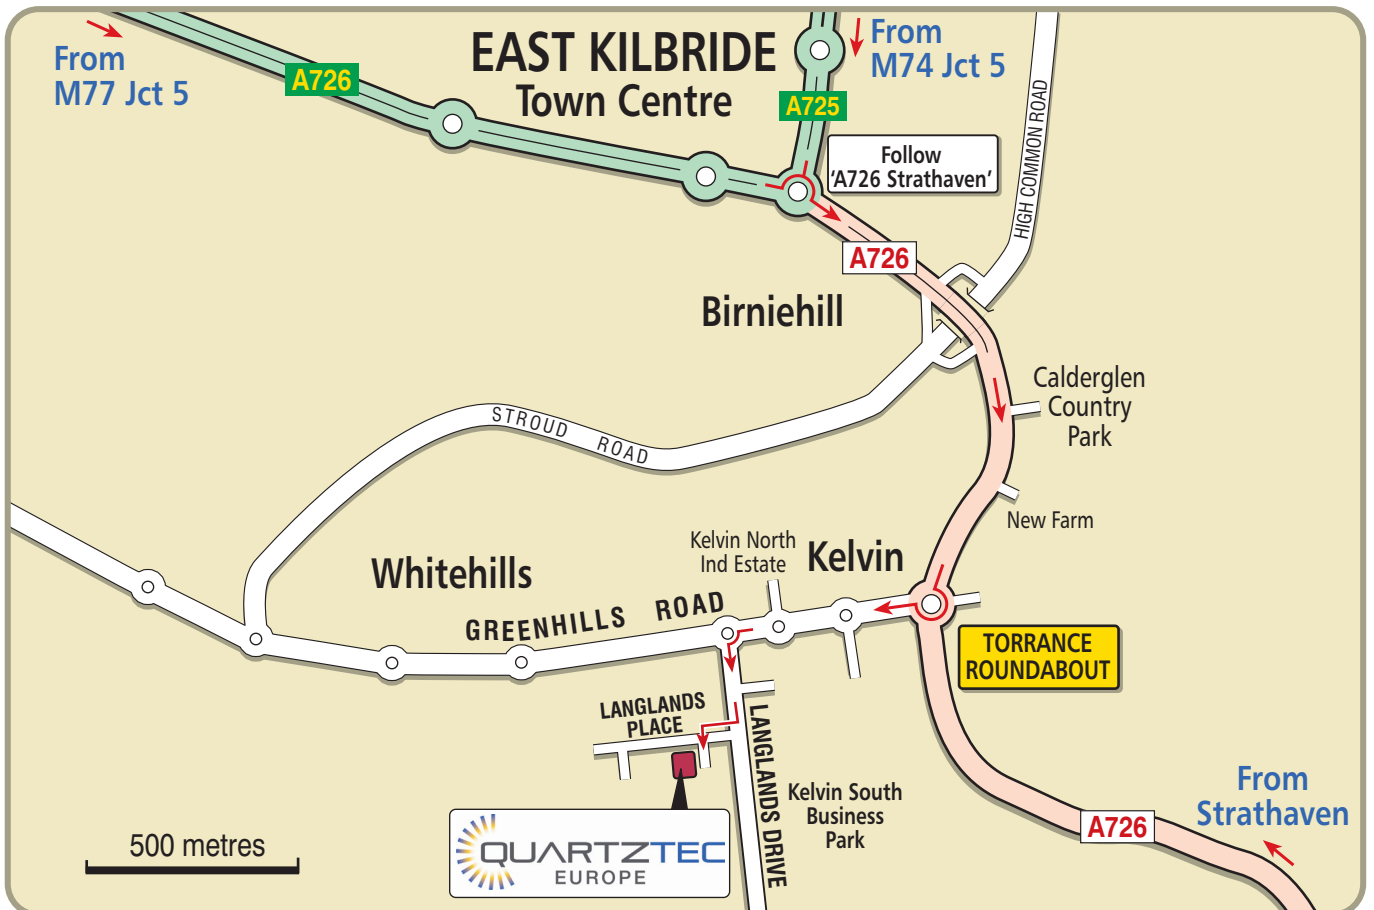 From
M77 Jct 5
A726
EAST KILBRIDE
Town Centre
A725
From
M74 Jct 5
HIGH COMMON ROAD
Follow
'A726 Strathaven'
A726
Birniehill
Calderglen
Country
Park
STROUD ROAD
New Farm
Kelvin North
Ind Estate
Kelvin
Whitehills
GREENHILLS ROAD
TORRANCE
ROUNDABOUT
LANGLANDS
PLACE
LANGLANDS DRIVE
Kelvin South
Business
Park
From
Strathaven
A726
500 metres
QUARTZTEC
EUROPE